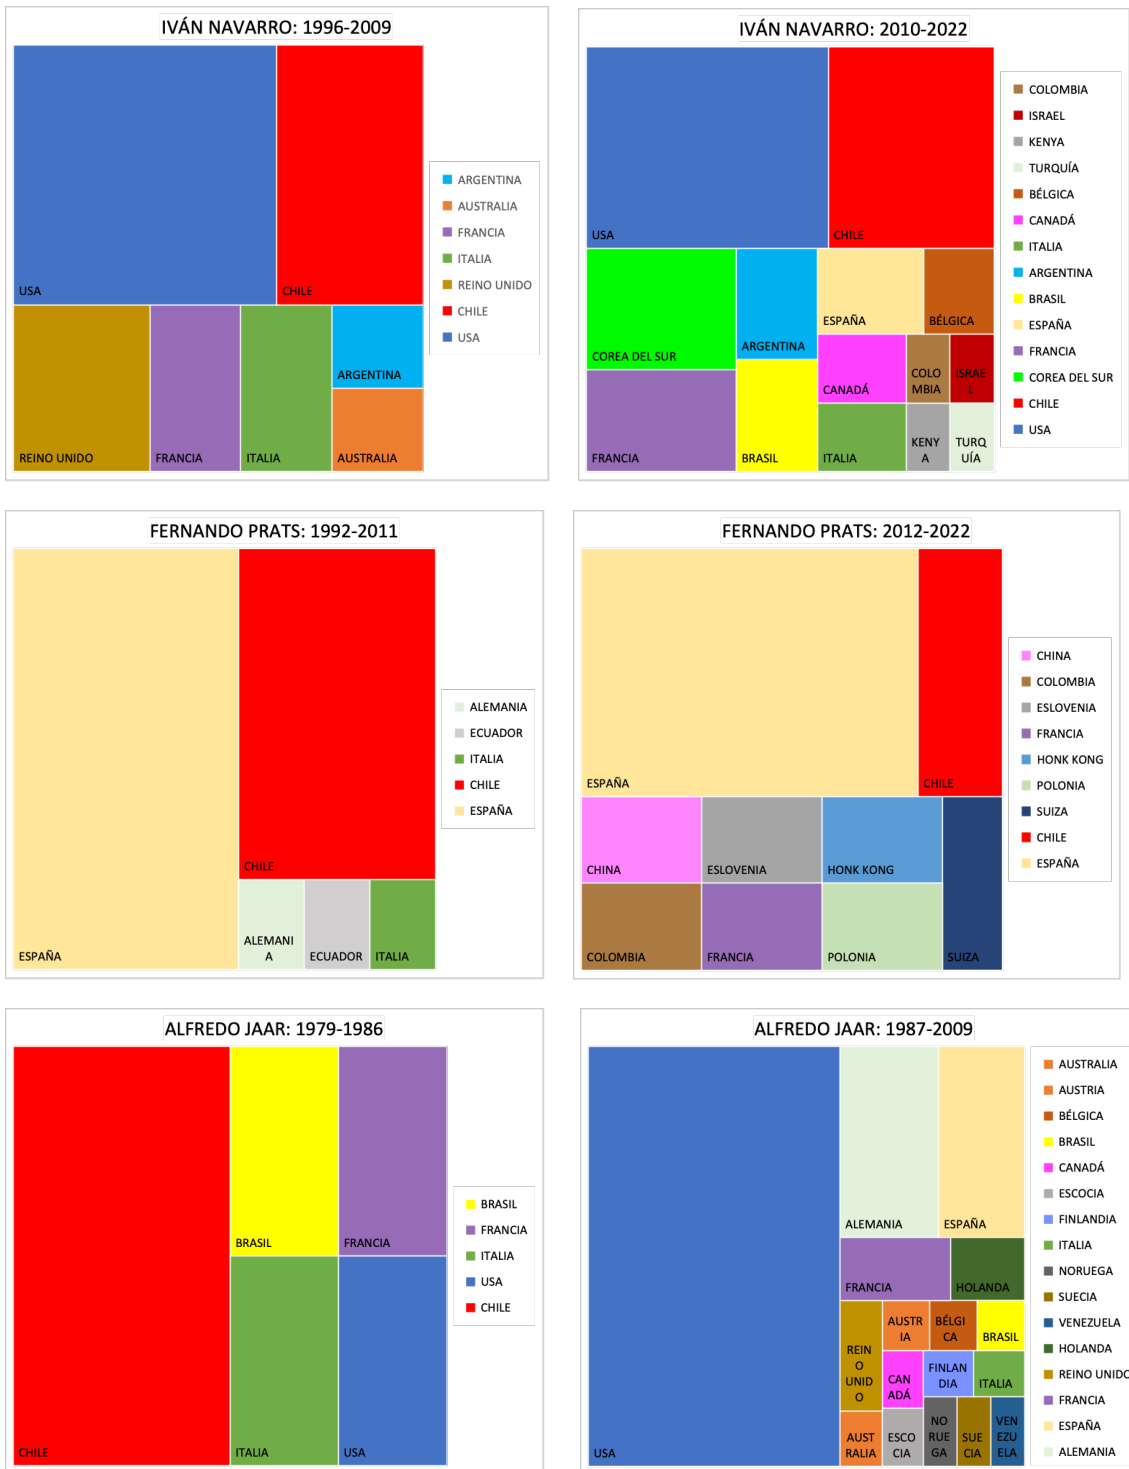 IVÁN NAVARRO: 1996-2009
USA
CHILE
REINO UNIDO
FRANCIA
ITALIA
ARGENTINA
AUSTRALIA
ARGENTINA
AUSTRALIA
FRANCIA
ITALIA
REINO UNIDO
CHILE
USA
IVÁN NAVARRO: 2010-2022
USA
CHILE
COREA DEL SUR
FRANCIA
ARGENTINA
BRASIL
ESPAÑA
BÉLGICA
CANADÁ
COLO
MBIA
ISRAE
L
ITALIA
KENY
A
TURQ
UÍA
COLOMBIA
ISRAEL
KENYA
TURQUÍA
BÉLGICA
CANADÁ
ITALIA
ARGENTINA
BRASIL
ESPAÑA
FRANCIA
COREA DEL SUR
CHILE
USA
FERNANDO PRATS: 1992-2011
ESPAÑA
CHILE
ALEMANI
A
ECUADOR
ITALIA
ALEMANIA
ECUADOR
ITALIA
CHILE
ESPAÑA
FERNANDO PRATS: 2012-2022
ESPAÑA
CHILE
CHINA
ESLOVENIA
HONK KONG
COLOMBIA
FRANCIA
POLONIA
SUIZA
CHINA
COLOMBIA
ESLOVENIA
FRANCIA
HONK KONG
POLONIA
SUIZA
CHILE
ESPAÑA
ALFREDO JAAR: 1979-1986
CHILE
BRASIL
FRANCIA
ITALIA
USA
BRASIL
FRANCIA
ITALIA
USA
CHILE
ALFREDO JAAR: 1987-2009
USA
ALEMANIA
ESPAÑA
FRANCIA
HOLANDA
REIN
O
UNID
O
AUST
RALIA
AUSTR
IA
BÉLGI
CA
BRASIL
CAN
ADÁ
FINLAN
DIA
ITALIA
ESCO
CIA
NO
RUE
GA
SUE
CIA
VEN
EZU
ELA
AUSTRALIA
AUSTRIA
BÉLGICA
BRASIL
CANADÁ
ESCOCIA
FINLANDIA
ITALIA
NORUEGA
SUECIA
VENEZUELA
HOLANDA
REINO UNIDO
FRANCIA
ESPAÑA
ALEMANIA